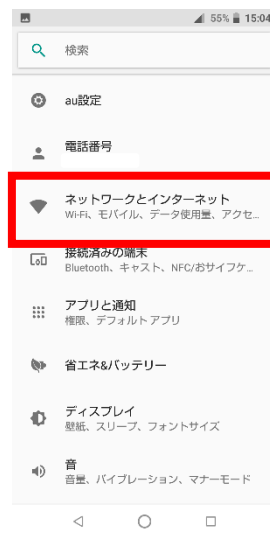 55% 15:04
検索
au設定
電話番号
ネットワークとインターネット
Wi-Fi、モバイル、データ使用量、アクセ...
接続済みの端末
Bluetooth、キャスト、NFC/おサイフケ...
アプリと通知
権限、デフォルト アプリ
省エネ&バッテリー
ディスプレイ
壁紙、スリープ、フォントサイズ
音
音量、バイブレーション、マナーモード